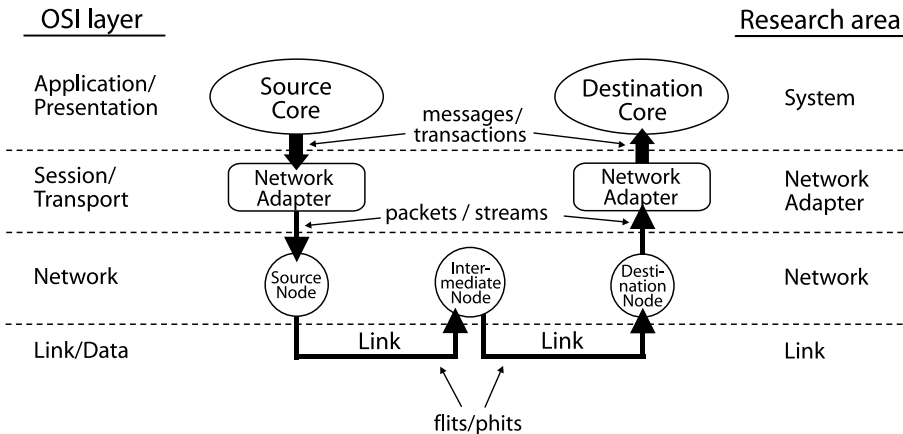 OSI layer
Research area
Application/
Presentation
Source
Core
messages/
transactions
Destination
Core
System
Session/
Transport
Network
Adapter
packets / streams
Network
Adapter
Network
Adapter
Network
Source
Node
Inter-
mediate
Node
Desti-
nation
Node
Network
Link/Data
Link
Link
Link
flits/phits